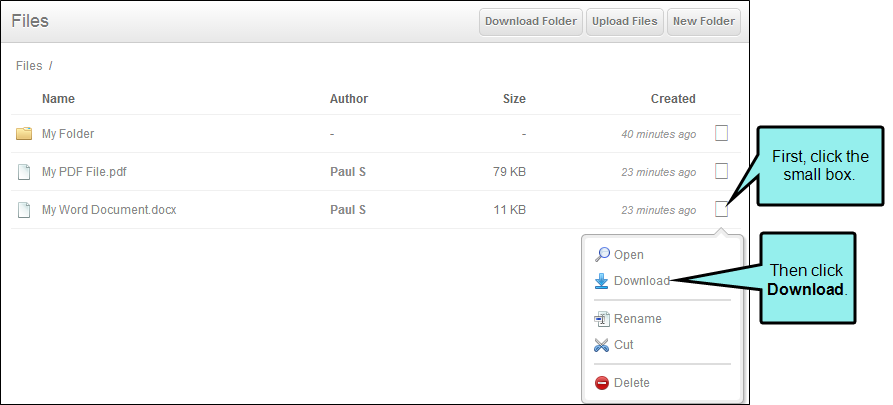 Files Download Folder Upload Files New Folder
Files /
Name Author Size Created
My Folder - - 40 minutes ago
My PDF File.pdf Paul S 79 KB 23 minutes ago
My Word Document.docx Paul S 11 KB 23 minutes ago
First, click the
small box.
Open
Download
Rename
Cut
Delete
Then click
Download.